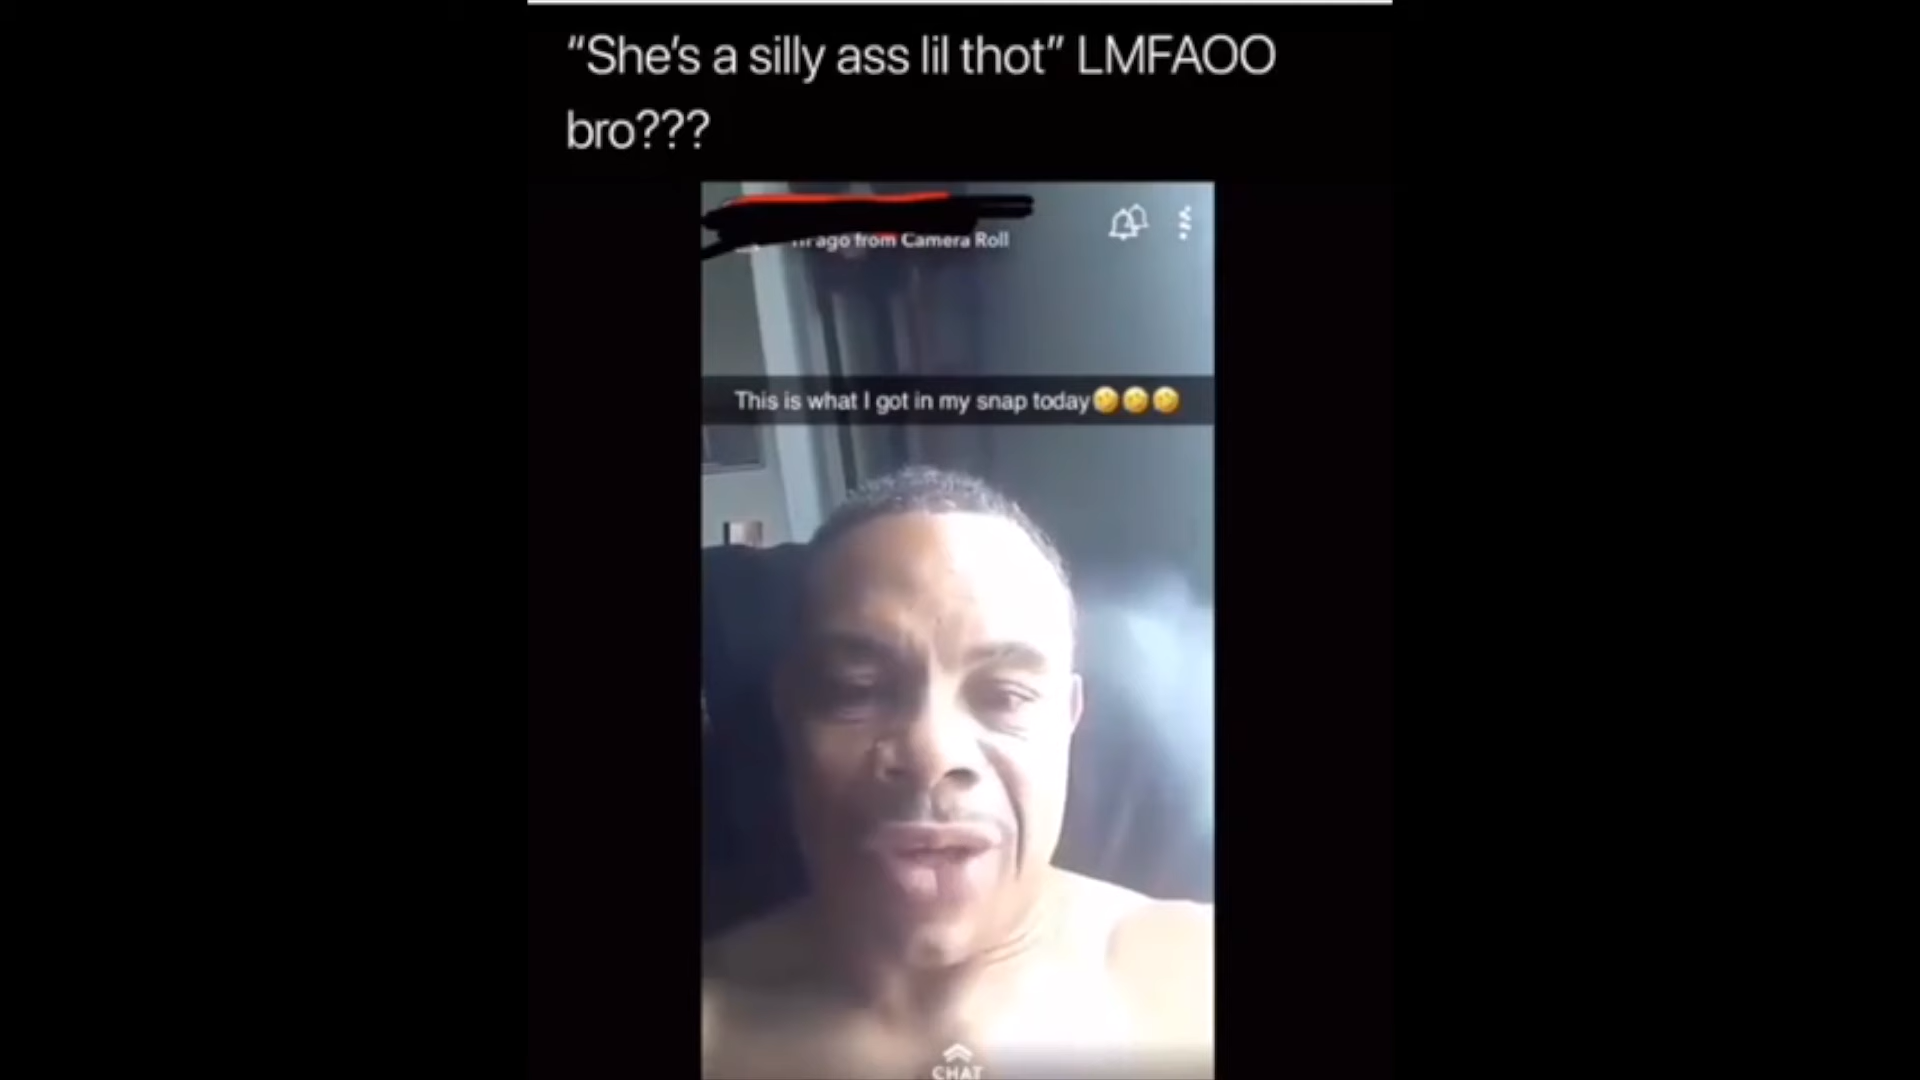 “She’s a silly ass lil thot” LMFAOO
bro???
ago from Camera Roll
This is what I got in my snap today🤣🤣🤣
CHAT